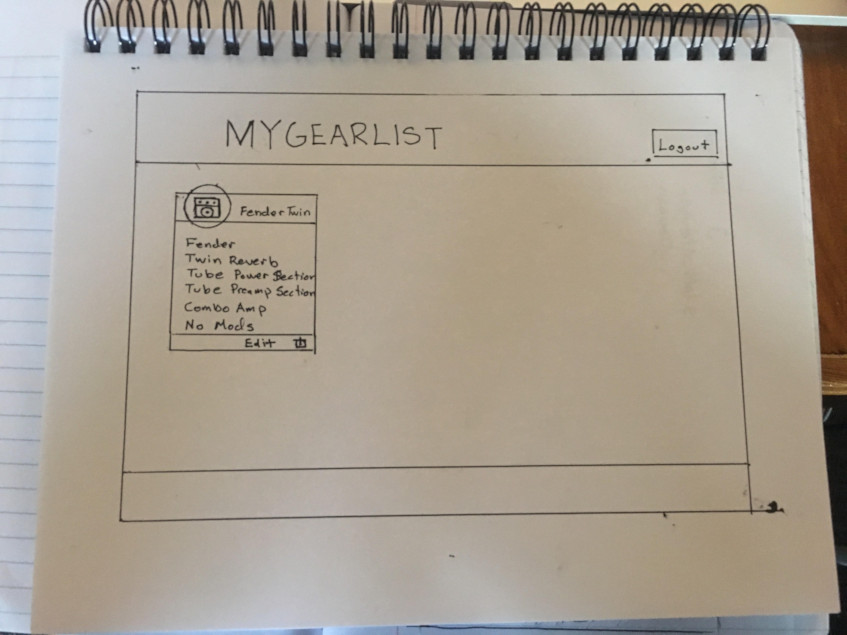 MYGEARLIST
Logout
Fender Twin
Fender
Twin Reverb
Tube Power Section
Tube Preamp Section
Combo Amp
No Mods
Edit